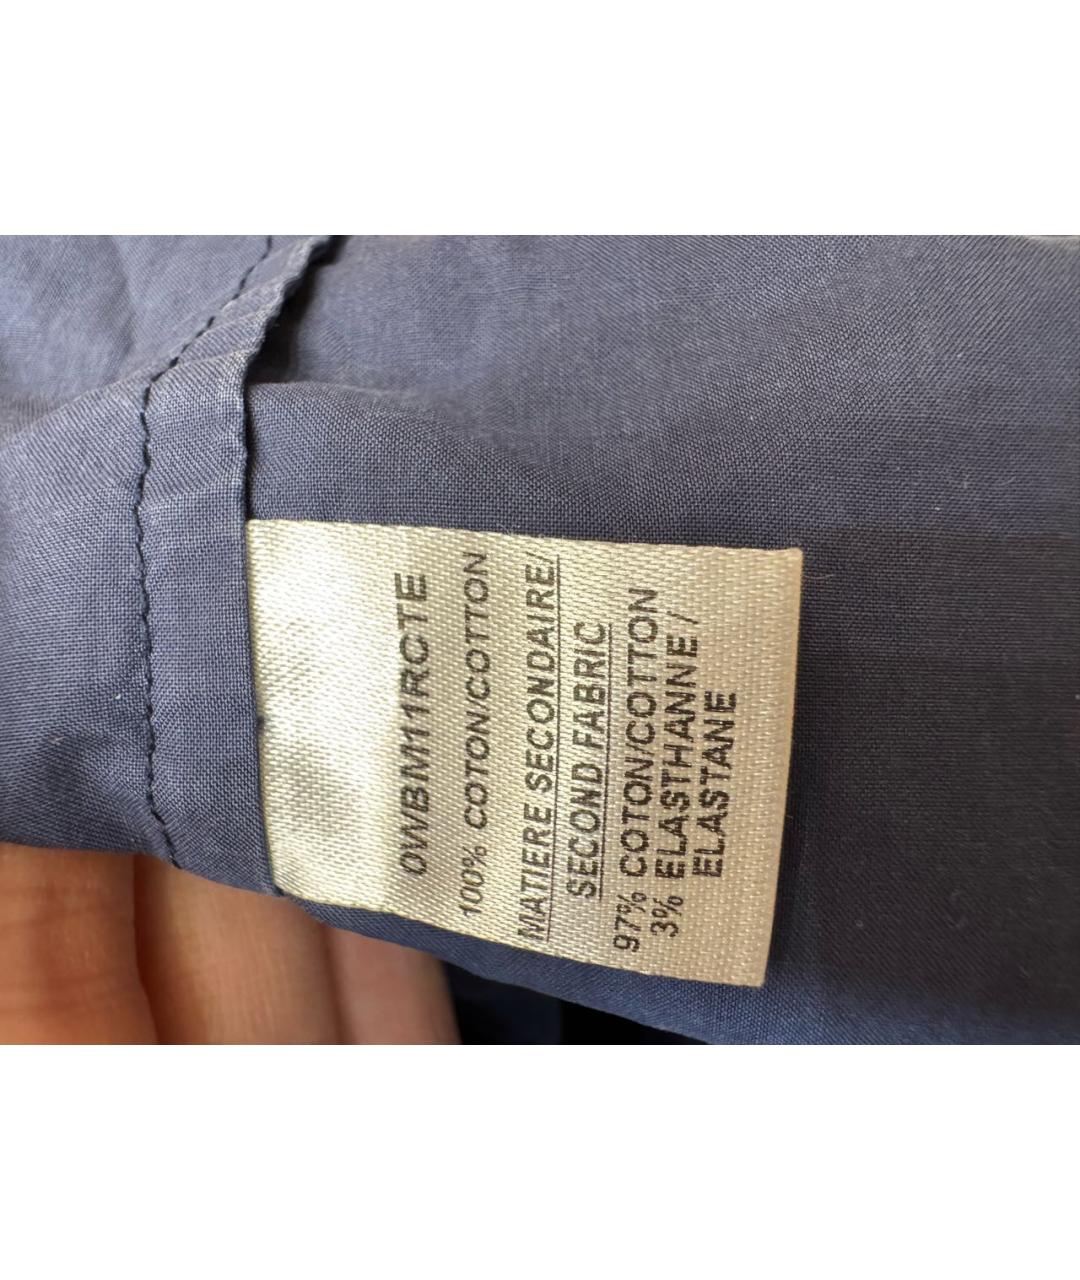 0WBM11RCTE
100% COTON/COTTON
MATIERE SECONDAIRE/
SECOND FABRIC
97% COTON/COTTON
3% ELASTHANNE /
ELASTANE